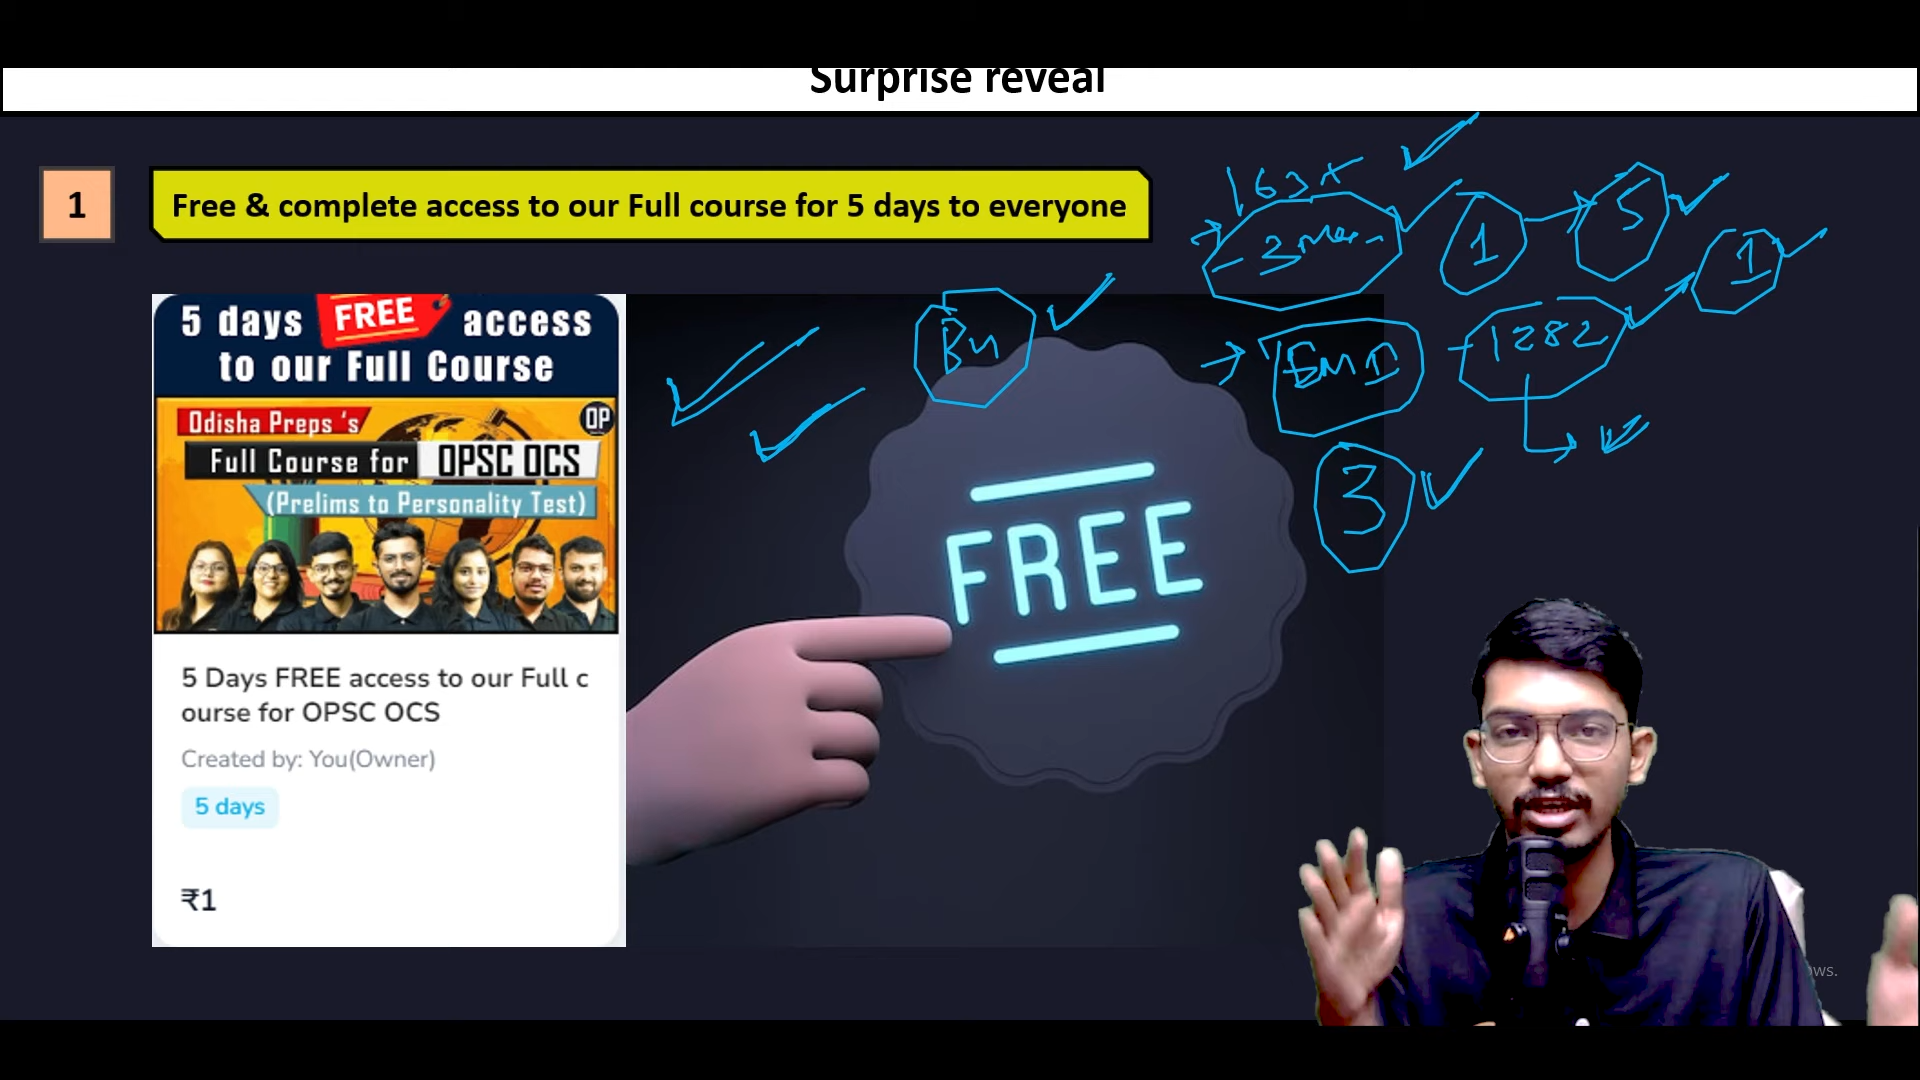 Surprise reveal
1
Free & complete access to our Full course for 5 days to everyone
5 days FREE access
to our Full Course
Odisha Preps 's
OP
Full Course for OPSC OCS
(Prelims to Personality Test)
5 Days FREE access to our Full c
ourse for OPSC OCS
Created by: You(Owner)
5 days
₹1
FREE
1
5
1
EMI
1282
3
ows.